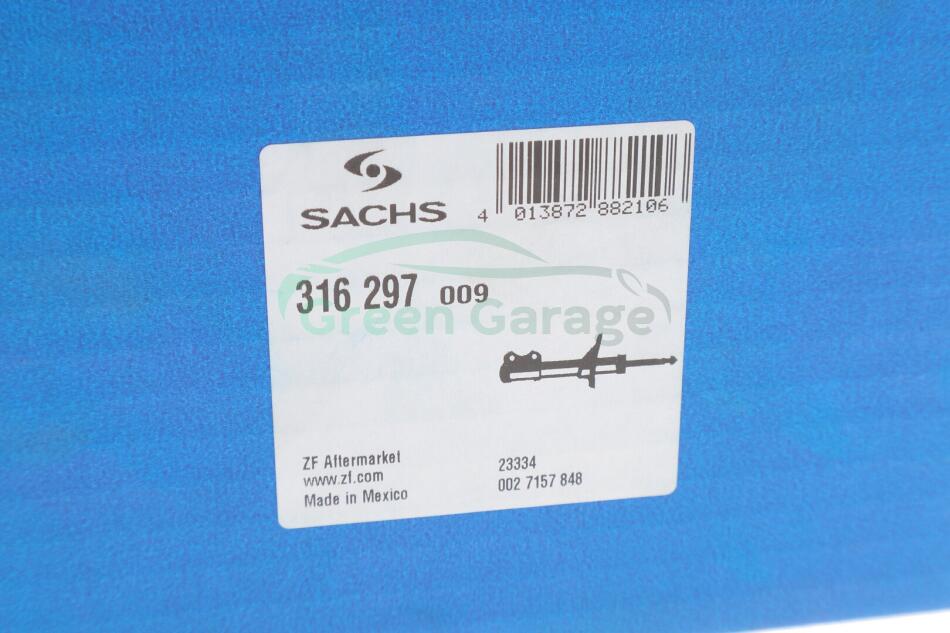 SACHS
4 013872 882106
316 297 009
Green Garage
ZF Aftermarket
www.zf.com
Made in Mexico
23334
002 7157 848